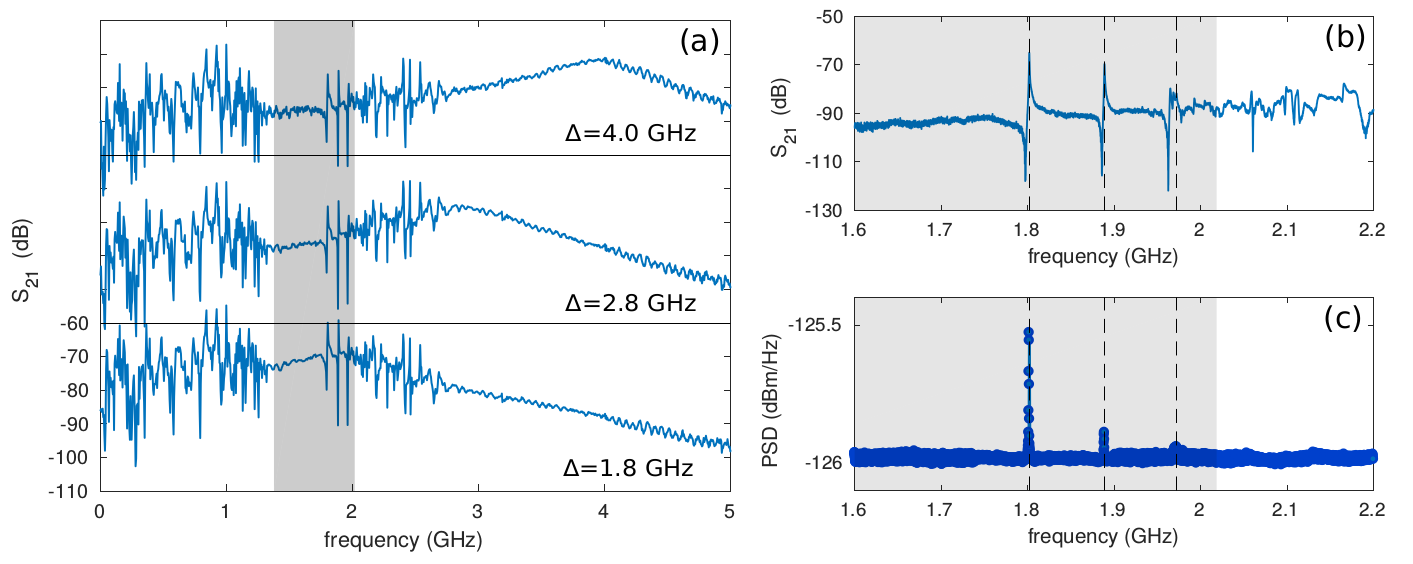 (a)
Δ=4.0 GHz
Δ=2.8 GHz
Δ=1.8 GHz
S21 (dB)
-60
-70
-80
-90
-100
-110
0 1 2 3 4 5
frequency (GHz)
(b)
S21 (dB)
-50
-70
-90
-110
-130
1.6 1.7 1.8 1.9 2 2.1 2.2
frequency (GHz)
(c)
PSD (dBm/Hz)
-125.5
-126
1.6 1.7 1.8 1.9 2 2.1 2.2
frequency (GHz)